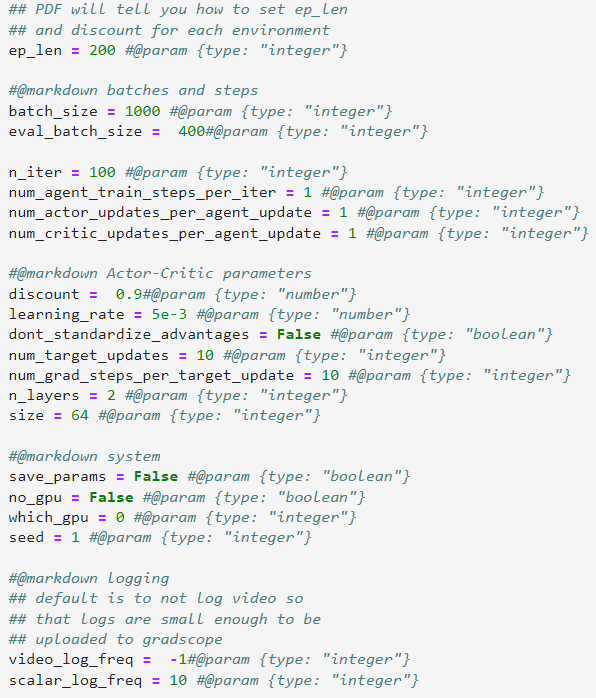 ## PDF will tell you how to set ep_len
## and discount for each environment
ep_len = 200 #@param {type: "integer"}
#@markdown batches and steps
batch_size = 1000 #@param {type: "integer"}
eval_batch_size =  400#@param {type: "integer"}
n_iter = 100 #@param {type: "integer"}
num_agent_train_steps_per_iter = 1 #@param {type: "integer"}
num_actor_updates_per_agent_update = 1 #@param {type: "integer"}
num_critic_updates_per_agent_update = 1 #@param {type: "integer"}
#@markdown Actor-Critic parameters
discount =  0.9#@param {type: "number"}
learning_rate = 5e-3 #@param {type: "number"}
dont_standardize_advantages = False #@param {type: "boolean"}
num_target_updates = 10 #@param {type: "integer"}
num_grad_steps_per_target_update = 10 #@param {type: "integer"}
n_layers = 2 #@param {type: "integer"}
size = 64 #@param {type: "integer"}
#@markdown system
save_params = False #@param {type: "boolean"}
no_gpu = False #@param {type: "boolean"}
which_gpu = 0 #@param {type: "integer"}
seed = 1 #@param {type: "integer"}
#@markdown logging
## default is to not log video so
## that logs are small enough to be
## uploaded to gradscope
video_log_freq =  -1#@param {type: "integer"}
scalar_log_freq = 10 #@param {type: "integer"}